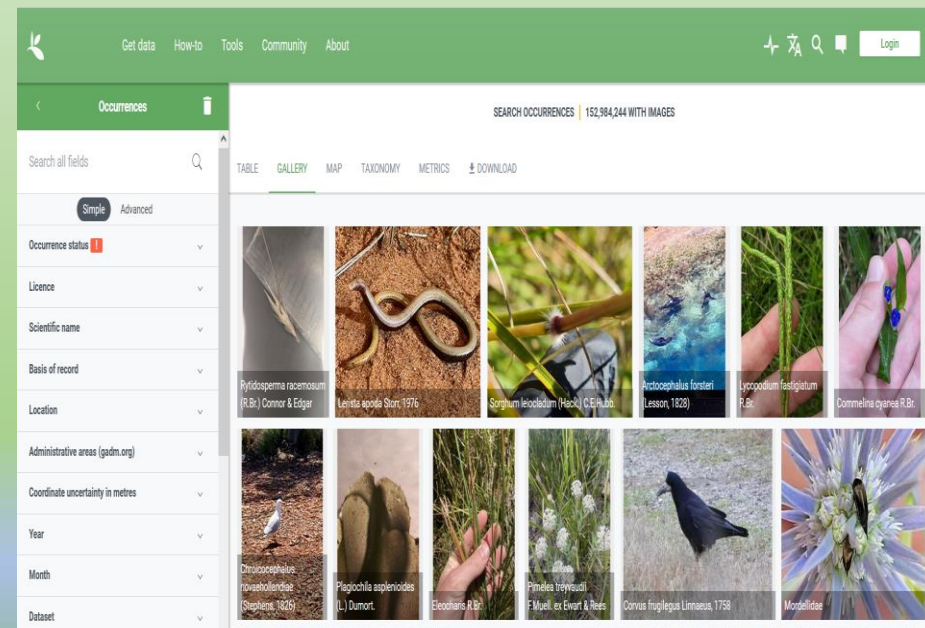 Get data How-to Tools Community About
Login
Occurrences
SEARCH OCCURRENCES | 152,984,244 WITH IMAGES
Search all fields
TABLE GALLERY MAP TAXONOMY METRICS DOWNLOAD
Simple Advanced
Occurrence status !
Licence
Scientific name
Basis of record
Location
Administrative areas (gadm.org)
Coordinate uncertainty in metres
Year
Month
Dataset
Rytidosperma racemosum
(R.Br.) Connor & Edgar
Lerista apoda Storr, 1976
Sorghum leiocladum (Hack.) C.E.Hubb.
Arctocephalus forsteri
(Lesson, 1828)
Lycopodium fastigiatum
R.Br.
Commelina cyanea R.Br.
Chroicocephalus
novaehollandiae
(Stephens, 1826)
Plagiochila asplenioides
(L.) Dumort.
Eleocharis R.Br.
Pimelea treyvaudii
F.Muell. ex Ewart & Rees
Corvus frugilegus Linnaeus, 1758
Mordellidae